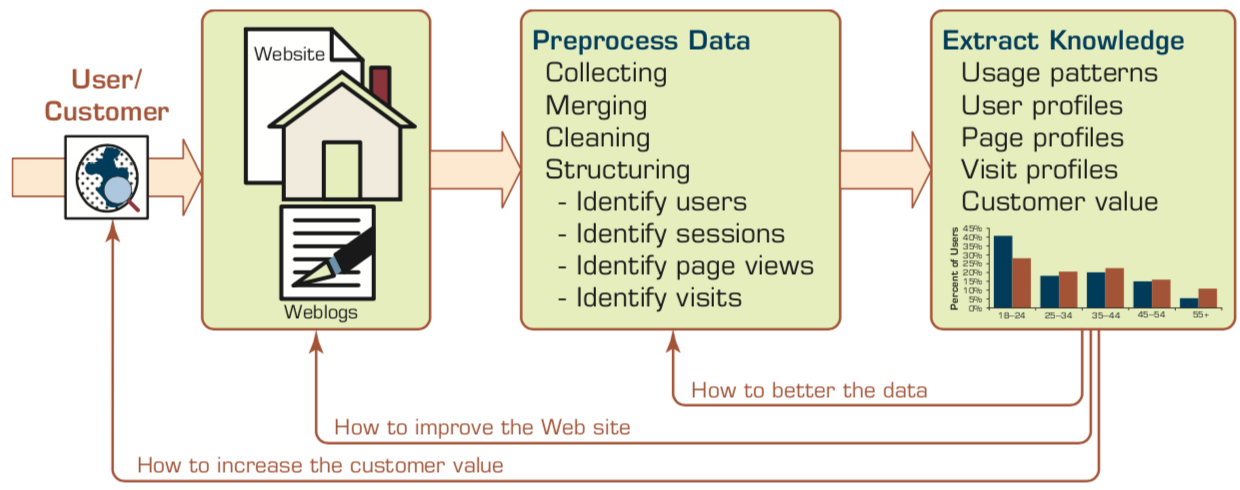 User/
Customer
Website
Weblogs
Preprocess Data
Collecting
Merging
Cleaning
Structuring
- Identify users
- Identify sessions
- Identify page views
- Identify visits
Extract Knowledge
Usage patterns
User profiles
Page profiles
Visit profiles
Customer value
Percent of Users
45%
40%
35%
30%
25%
20%
15%
10%
5%
0%
18–24
25–34
35–44
45–54
55+
How to better the data
How to improve the Web site
How to increase the customer value